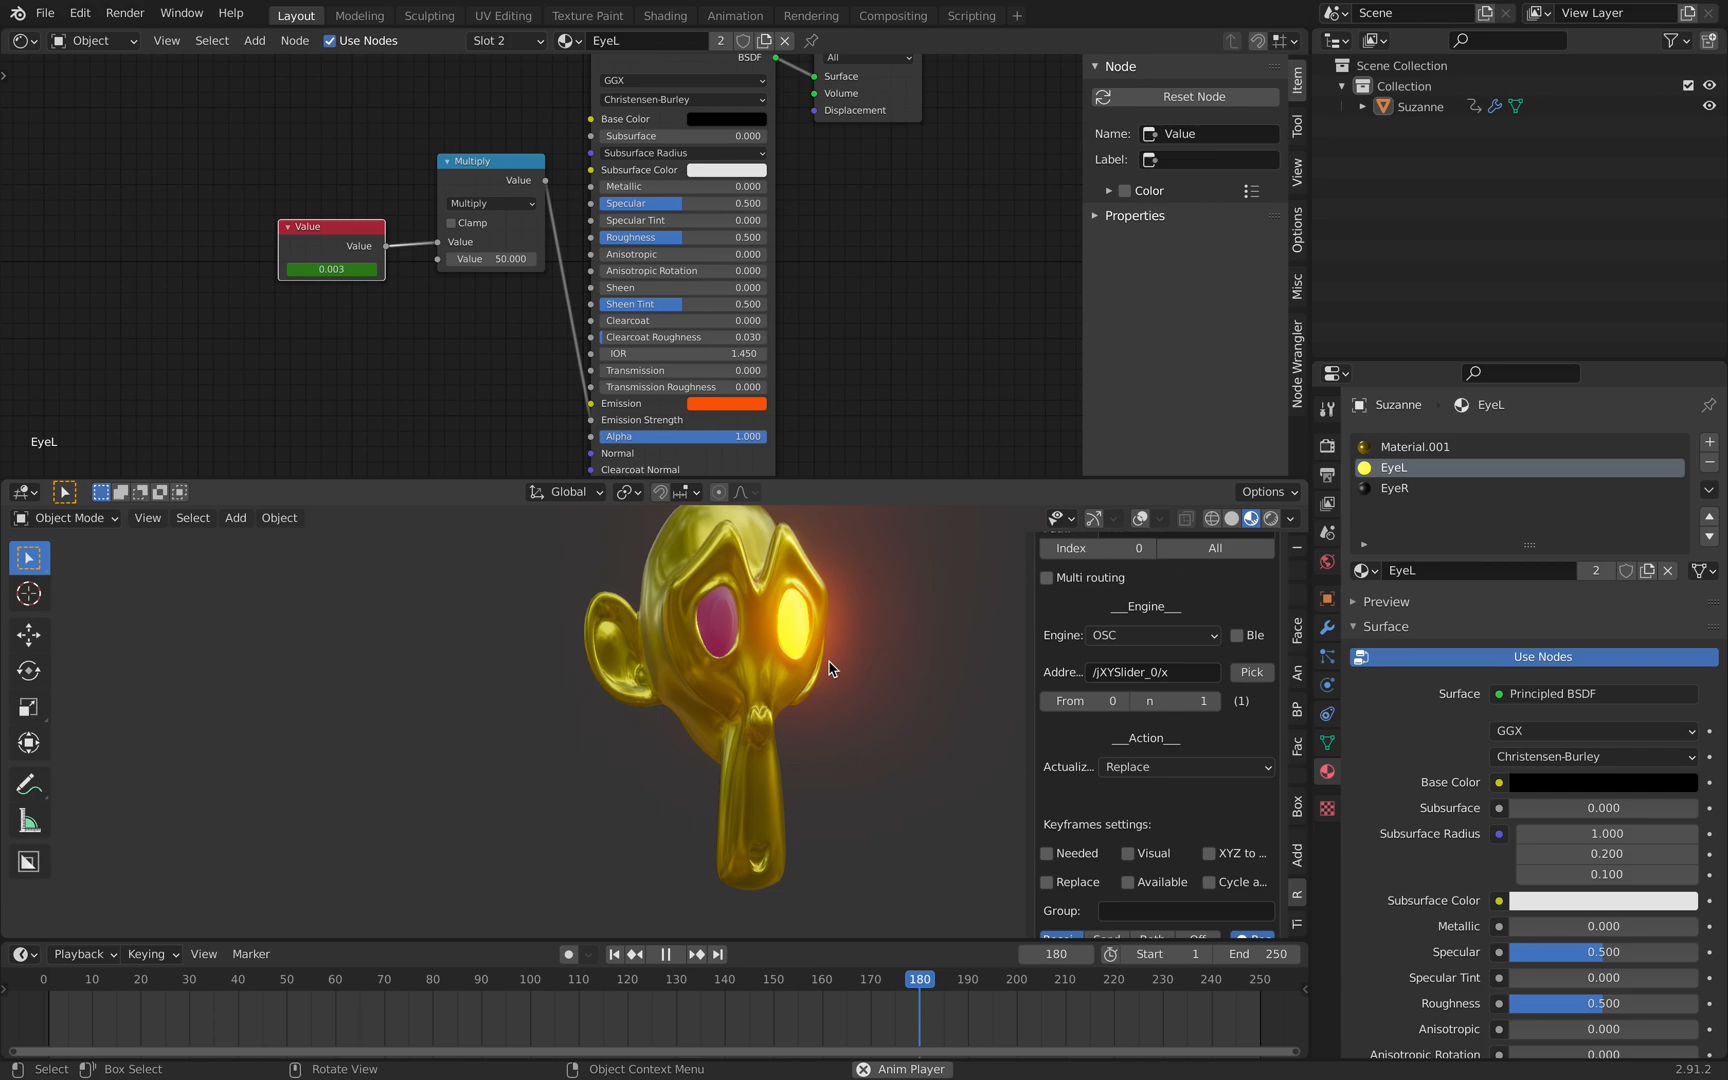 File Edit Render Window Help Layout Modeling Sculpting UV Editing Texture Paint Shading Animation Rendering Compositing Scripting + Scene View Layer
Object View Select Add Node Use Nodes Slot 2 EyeL 2
BSDF
GGX
Christensen-Burley
Base Color
Subsurface 0.000
Subsurface Radius
Subsurface Color
Metallic 0.000
Specular 0.500
Specular Tint 0.000
Roughness 0.500
Anisotropic 0.000
Anisotropic Rotation 0.000
Sheen 0.000
Sheen Tint 0.500
Clearcoat 0.000
Clearcoat Roughness 0.030
IOR 1.450
Transmission 0.000
Transmission Roughness 0.000
Emission
Emission Strength
Alpha 1.000
Normal
Clearcoat Normal
All
Surface
Volume
Displacement
Multiply
Value
Multiply
Clamp
Value
Value 50.000
Value
Value
0.003
EyeL
Node
Reset Node
Name: Value
Label:
Color
Properties
Item
Tool
View
Options
Misc
Node Wrangler
Scene Collection
Collection
Suzanne
Global Options
Object Mode View Select Add Object
Index 0 All
Multi routing
__Engine__
Engine: OSC Ble
Addre... /jXYSlider_0/x Pick
From 0 n 1 (1)
__Action__
Actualiz... Replace
Keyframes settings:
Needed Visual XYZ to ...
Replace Available Cycle a...
Group:
Face
An
BP
Fac
Box
Add
R
Ti
Suzanne EyeL
Material.001
EyeL
EyeR
EyeL 2
Preview
Surface
Use Nodes
Surface Principled BSDF
GGX
Christensen-Burley
Base Color
Subsurface 0.000
Subsurface Radius 1.000
0.200
0.100
Subsurface Color
Metallic 0.000
Specular 0.500
Specular Tint 0.000
Roughness 0.500
Anisotropic 0.000
Anisotropic Rotation 0.000
Playback Keying View Marker 180 Start 1 End 250
0 10 20 30 40 50 60 70 80 90 100 110 120 130 140 150 160 170 180 190 200 210 220 230 240 250
Select Box Select Rotate View Object Context Menu Anim Player 2.91.2